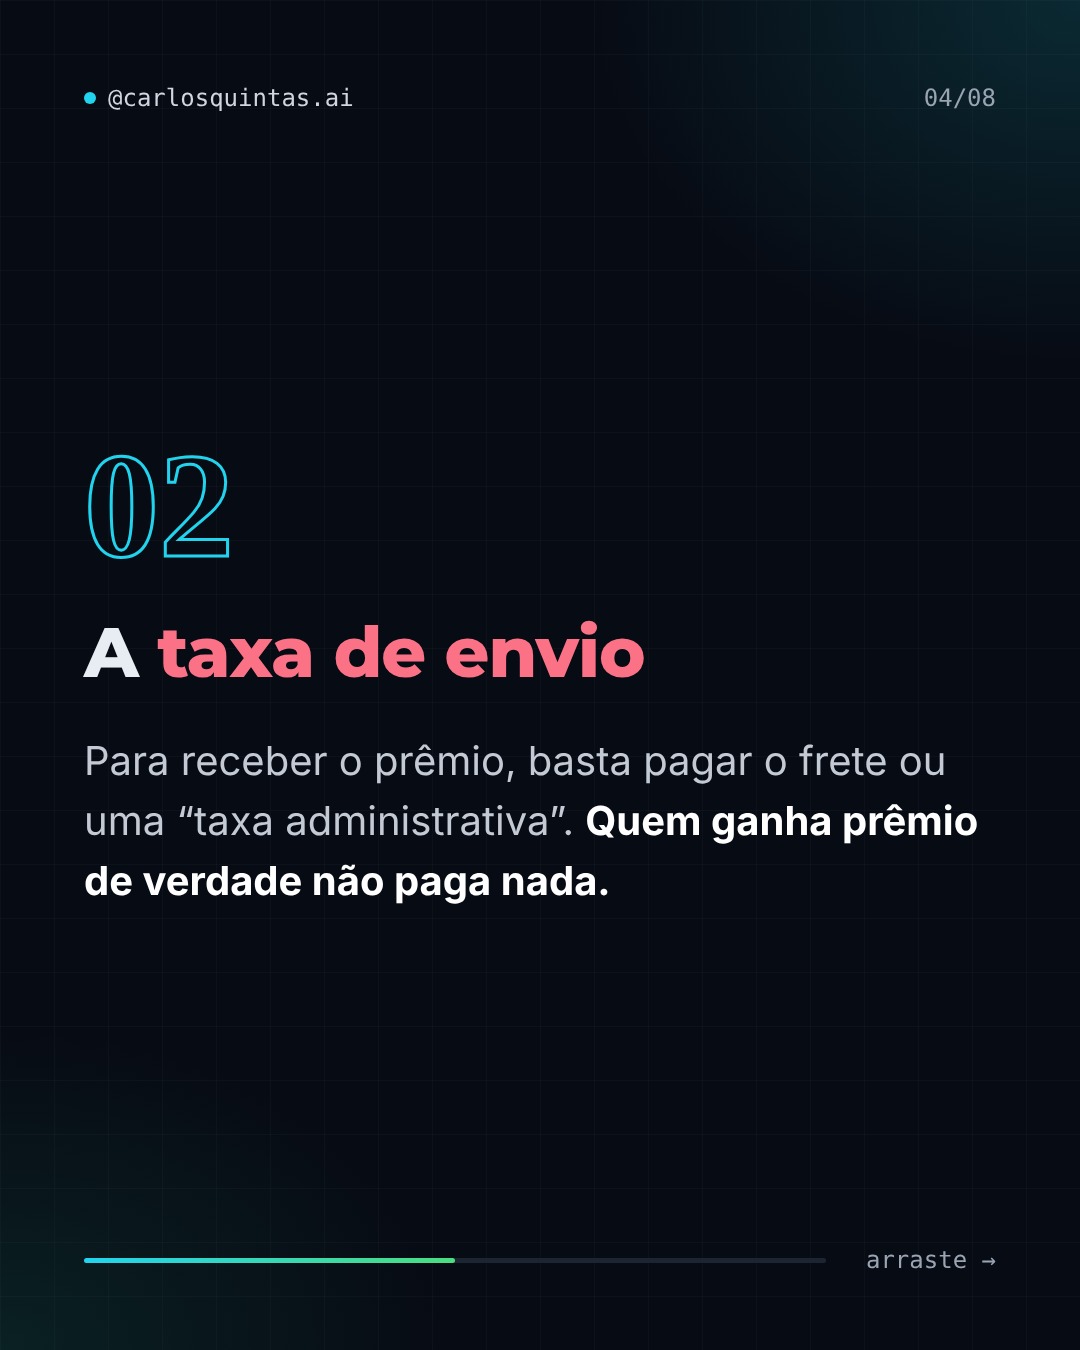 @carlosquintas.ai
04/08
02
A taxa de envio
Para receber o prêmio, basta pagar o frete ou
uma “taxa administrativa”. Quem ganha prêmio
de verdade não paga nada.
arraste →